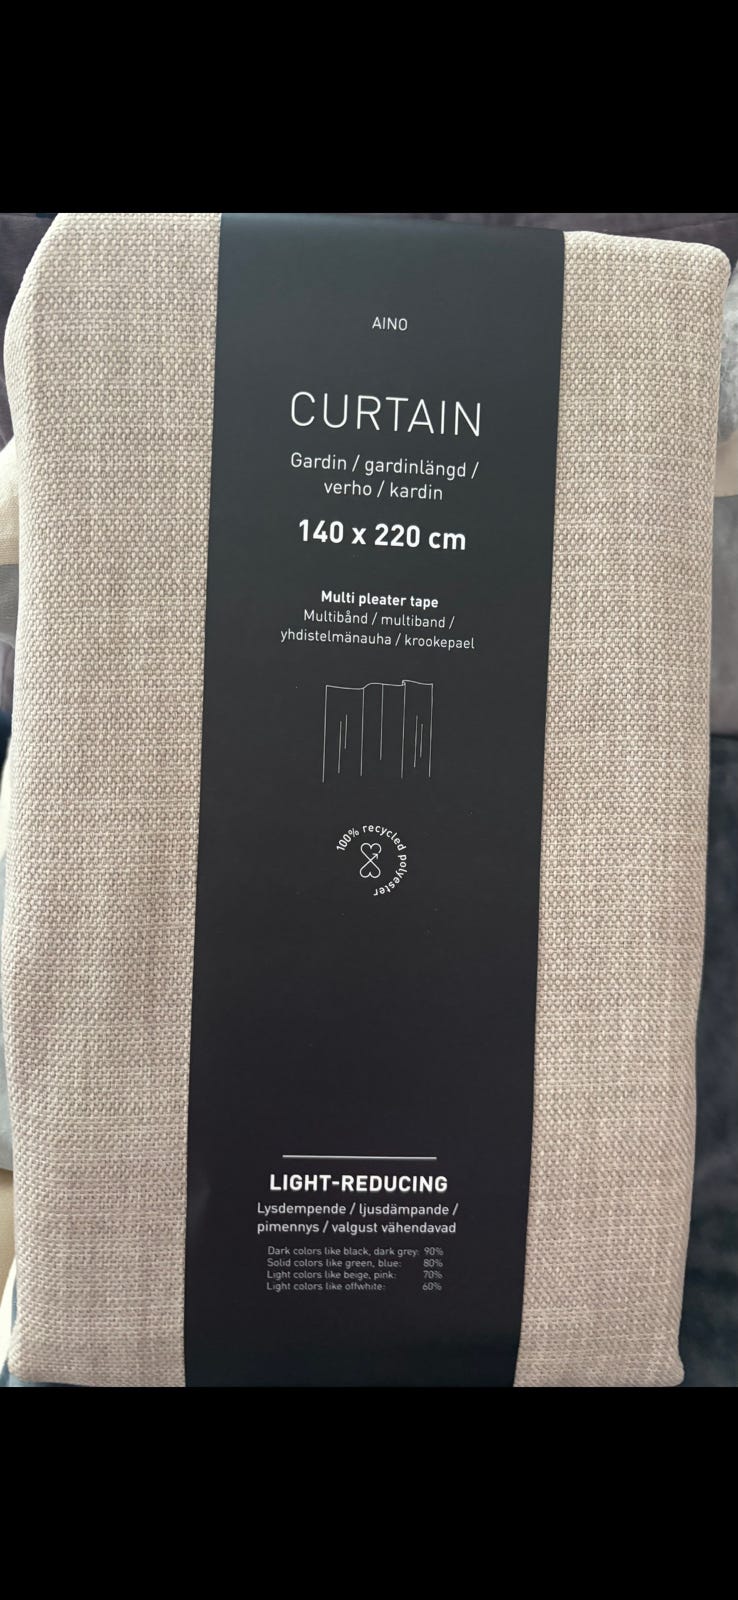 AINO
CURTAIN
Gardin / gardinlängd /
verho / kardin
140 x 220 cm
Multi pleater tape
Multibånd / multiband /
yhdistelmänauha / krookepael
100% recycled polyester
LIGHT-REDUCING
Lysdempende / ljusdämpande /
pimennys / valgust vähendavad
Dark colors like black, dark grey: 90%
Solid colors like green, blue: 80%
Light colors like beige, pink: 70%
Light colors like offwhite: 60%